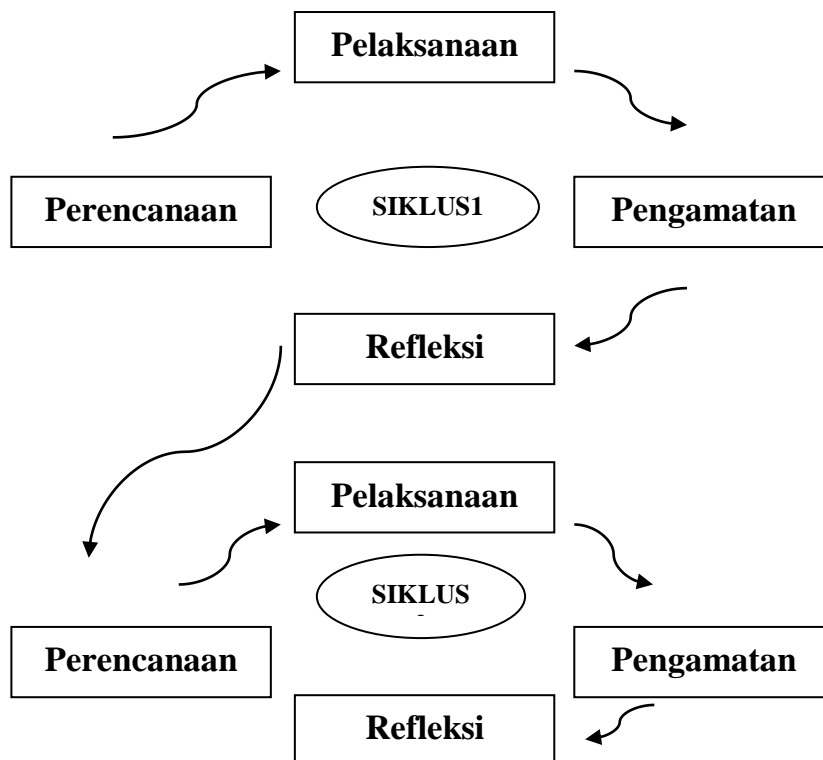 Pelaksanaan
Perencanaan
SIKLUS1
Pengamatan
Refleksi
Pelaksanaan
SIKLUS
Perencanaan
Pengamatan
Refleksi